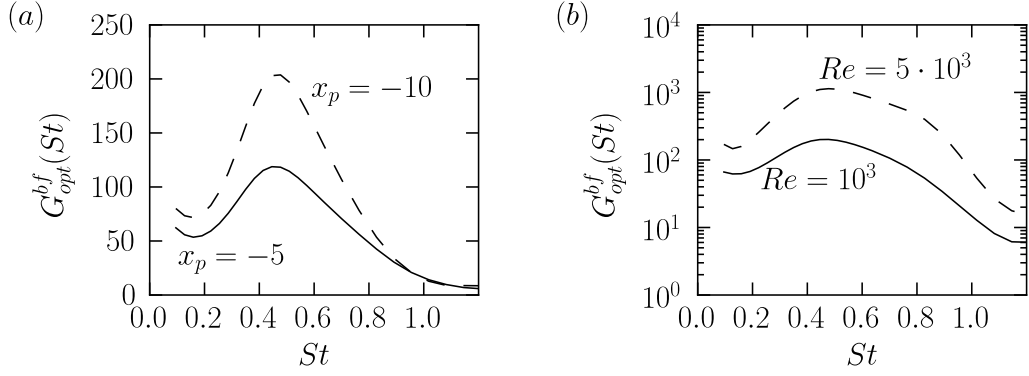 (a)
250
200
150
100
50
0
G_{opt}^{bf}(St)
x_p = −10
x_p = −5
0.0 0.2 0.4 0.6 0.8 1.0
St
(b)
10^4
10^3
10^2
10^1
10^0
G_{opt}^{bf}(St)
Re = 5 · 10^3
Re = 10^3
0.0 0.2 0.4 0.6 0.8 1.0
St